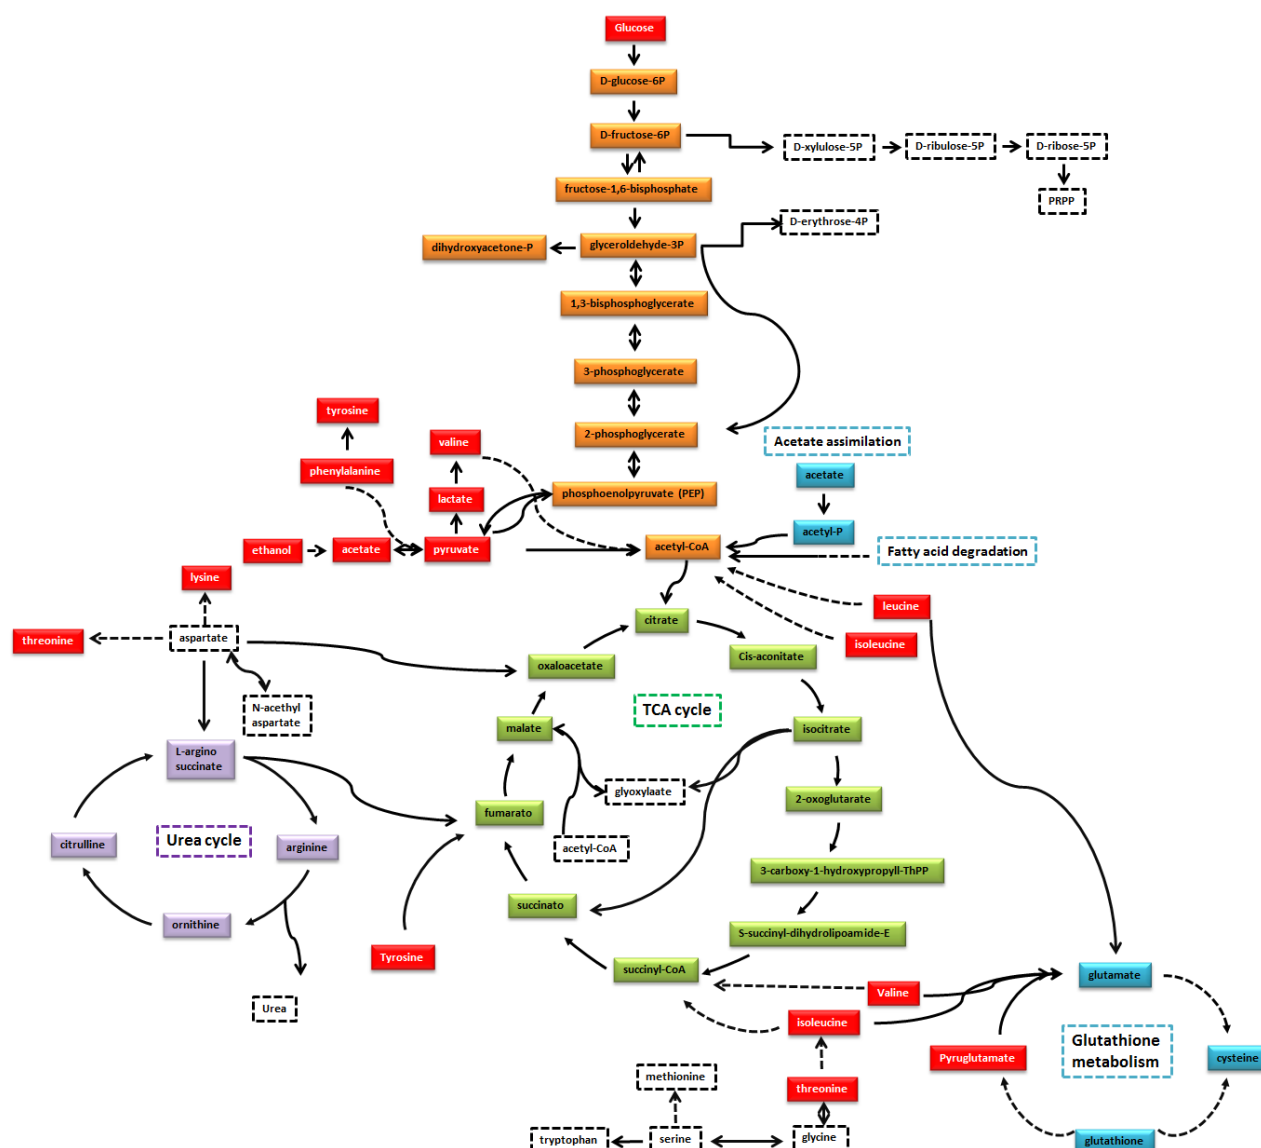 Glucose
D-glucose-6P
D-fructose-6P
D-xylulose-5P
D-ribulose-5P
D-ribose-5P
fructose-1,6-bisphosphate
PRPP
D-erythrose-4P
dihydroxyacetone-P
glyceroldehyde-3P
1,3-bisphosphoglycerate
3-phosphoglycerate
tyrosine
2-phosphoglycerate
valine
Acetate assimilation
phenylalanine
acetate
lactate
phosphoenolpyruvate (PEP)
acetyl-P
ethanol
acetate
pyruvate
acetyl-CoA
Fatty acid degradation
lysine
leucine
citrate
threonine
aspartate
isoleucine
oxaloacetate
Cis-aconitate
N-acethyl
aspartate
TCA cycle
malate
isocitrate
L-argino
succinate
glyoxylaate
2-oxoglutarate
fumarato
citrulline
Urea cycle
arginine
acetyl-CoA
3-carboxy-1-hydroxypropyll-ThPP
succinato
ornithine
S-succinyl-dihydrolipoamide-E
Tyrosine
succinyl-CoA
glutamate
Valine
Urea
isoleucine
Glutathione
metabolism
Pyruglutamate
cysteine
methionine
threonine
tryptophan
serine
glycine
glutathione